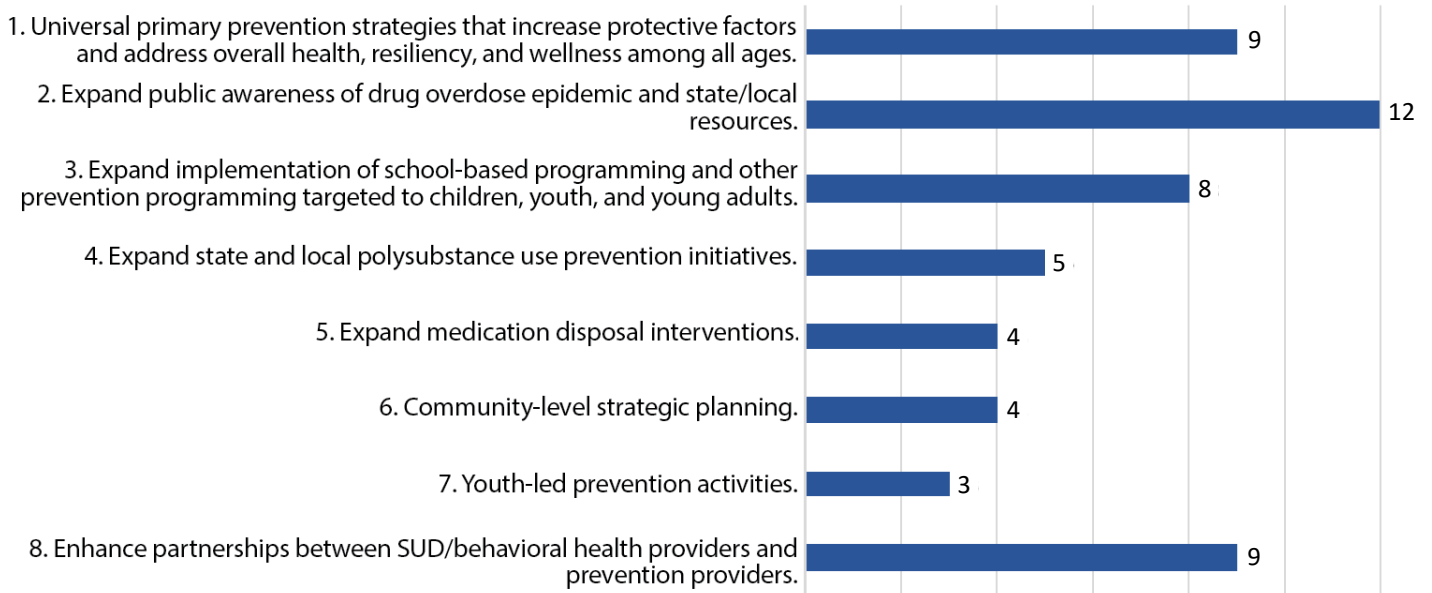 1. Universal primary prevention strategies that increase protective factors
and address overall health, resiliency, and wellness among all ages.
9
2. Expand public awareness of drug overdose epidemic and state/local
resources.
12
3. Expand implementation of school-based programming and other
prevention programming targeted to children, youth, and young adults.
8
4. Expand state and local polysubstance use prevention initiatives.
5
5. Expand medication disposal interventions.
4
6. Community-level strategic planning.
4
7. Youth-led prevention activities.
3
8. Enhance partnerships between SUD/behavioral health providers and
prevention providers.
9